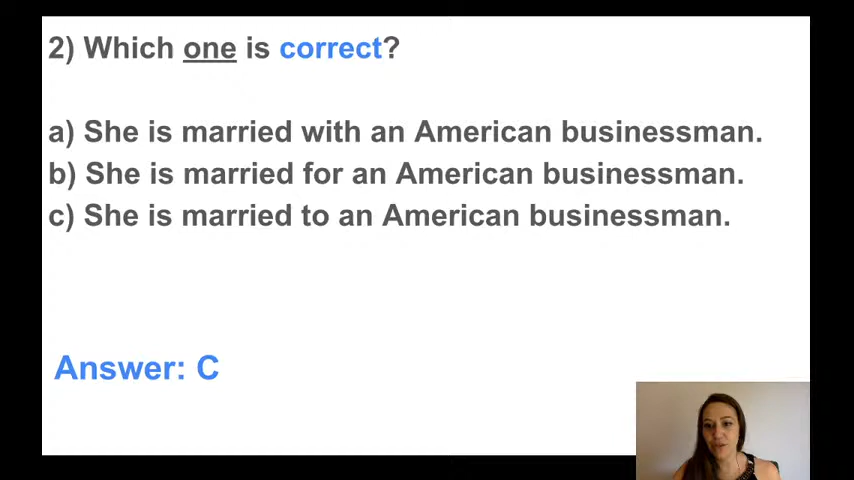 2) Which one is correct?
a) She is married with an American businessman.
b) She is married for an American businessman.
c) She is married to an American businessman.
Answer: C